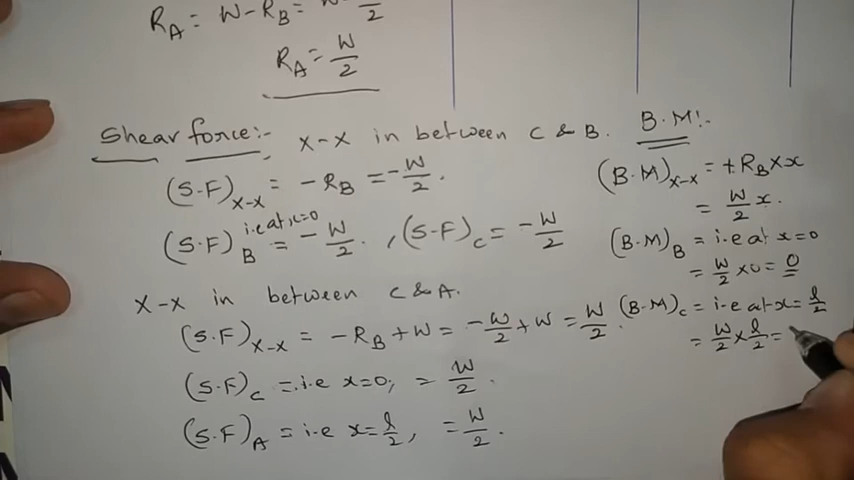 R_A = W - R_B =
R_A = W/2
Shear force:- X-X in between C & B.
(S.F)_X-X = -R_B = -W/2.
(S.F)_B i.e at x=0 = -W/2. , (S.F)_C = -W/2
X-X in between C & A.
(S.F)_X-X = -R_B + W = -W/2 + W = W/2.
(S.F)_C = i.e x=0, = W/2.
(S.F)_A = i.e x=l/2, = W/2.
B.M:-
(B.M)_X-X = +R_B × x
= W/2 x.
(B.M)_B = i.e at x=0
= W/2 × 0 = 0
(B.M)_C = i.e at x = l/2
= W/2 × l/2 =